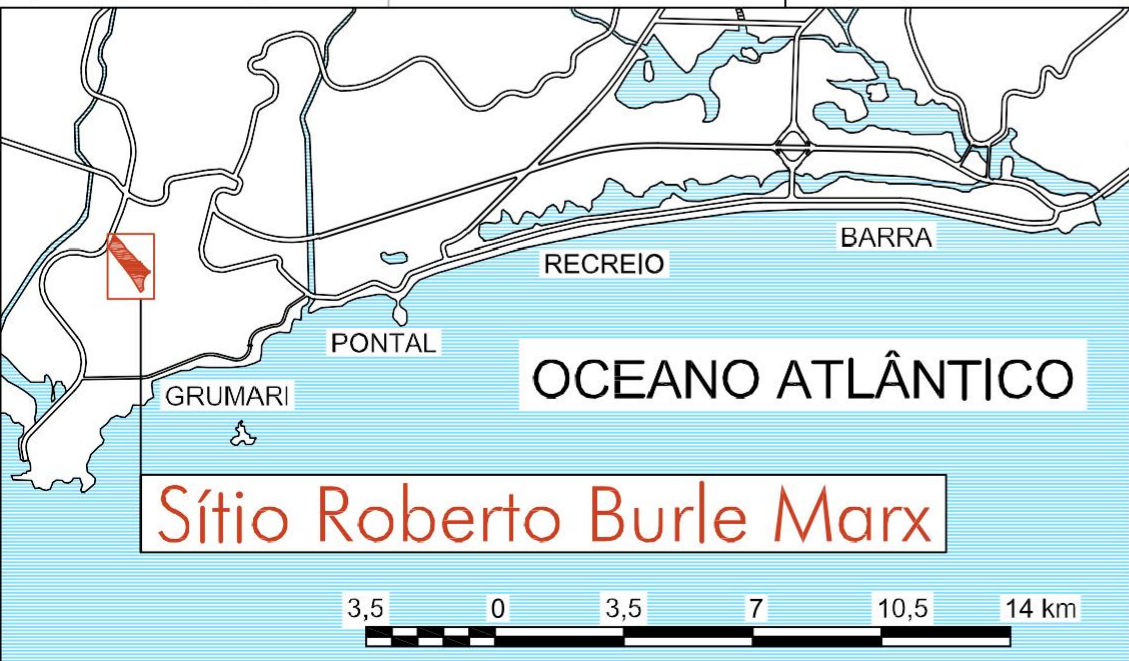 BARRA
RECREIO
PONTAL
OCEANO ATLÂNTICO
GRUMARI
Sítio Roberto Burle Marx
3,5 0 3,5 7 10,5 14 km